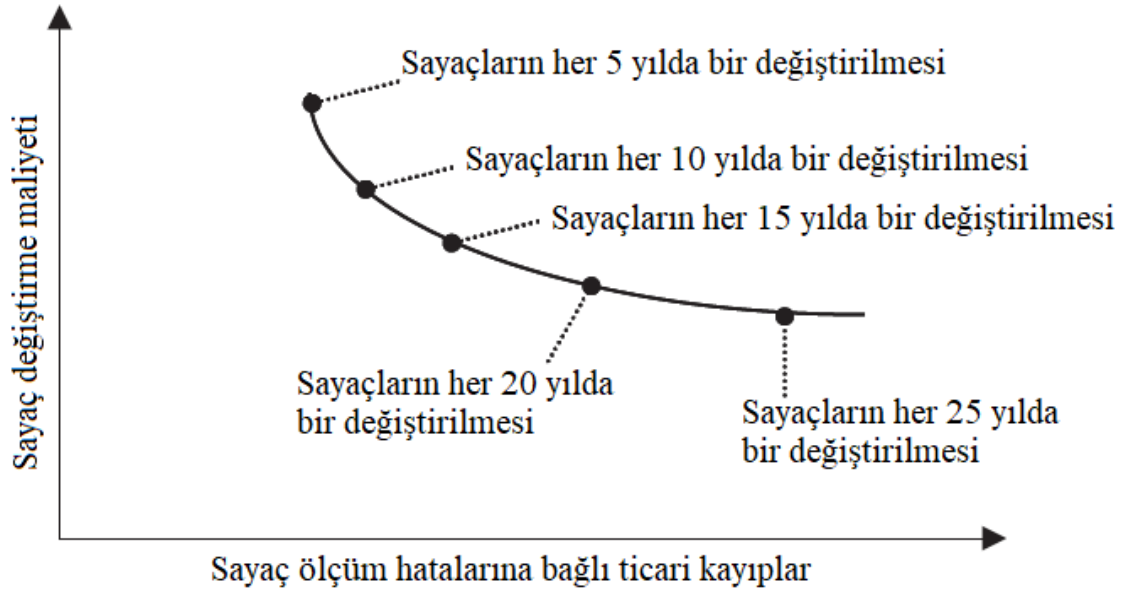 Sayaçların her 5 yılda bir değiştirilmesi
Sayaçların her 10 yılda bir değiştirilmesi
Sayaçların her 15 yılda bir değiştirilmesi
Sayaçların her 20 yılda
bir değiştirilmesi
Sayaçların her 25 yılda
bir değiştirilmesi
Sayaç değiştirme maliyeti
Sayaç ölçüm hatalarına bağlı ticari kayıplar